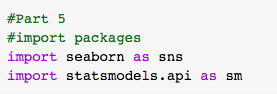 #Part 5
#import packages
import seaborn as sns
import statsmodels.api as sm